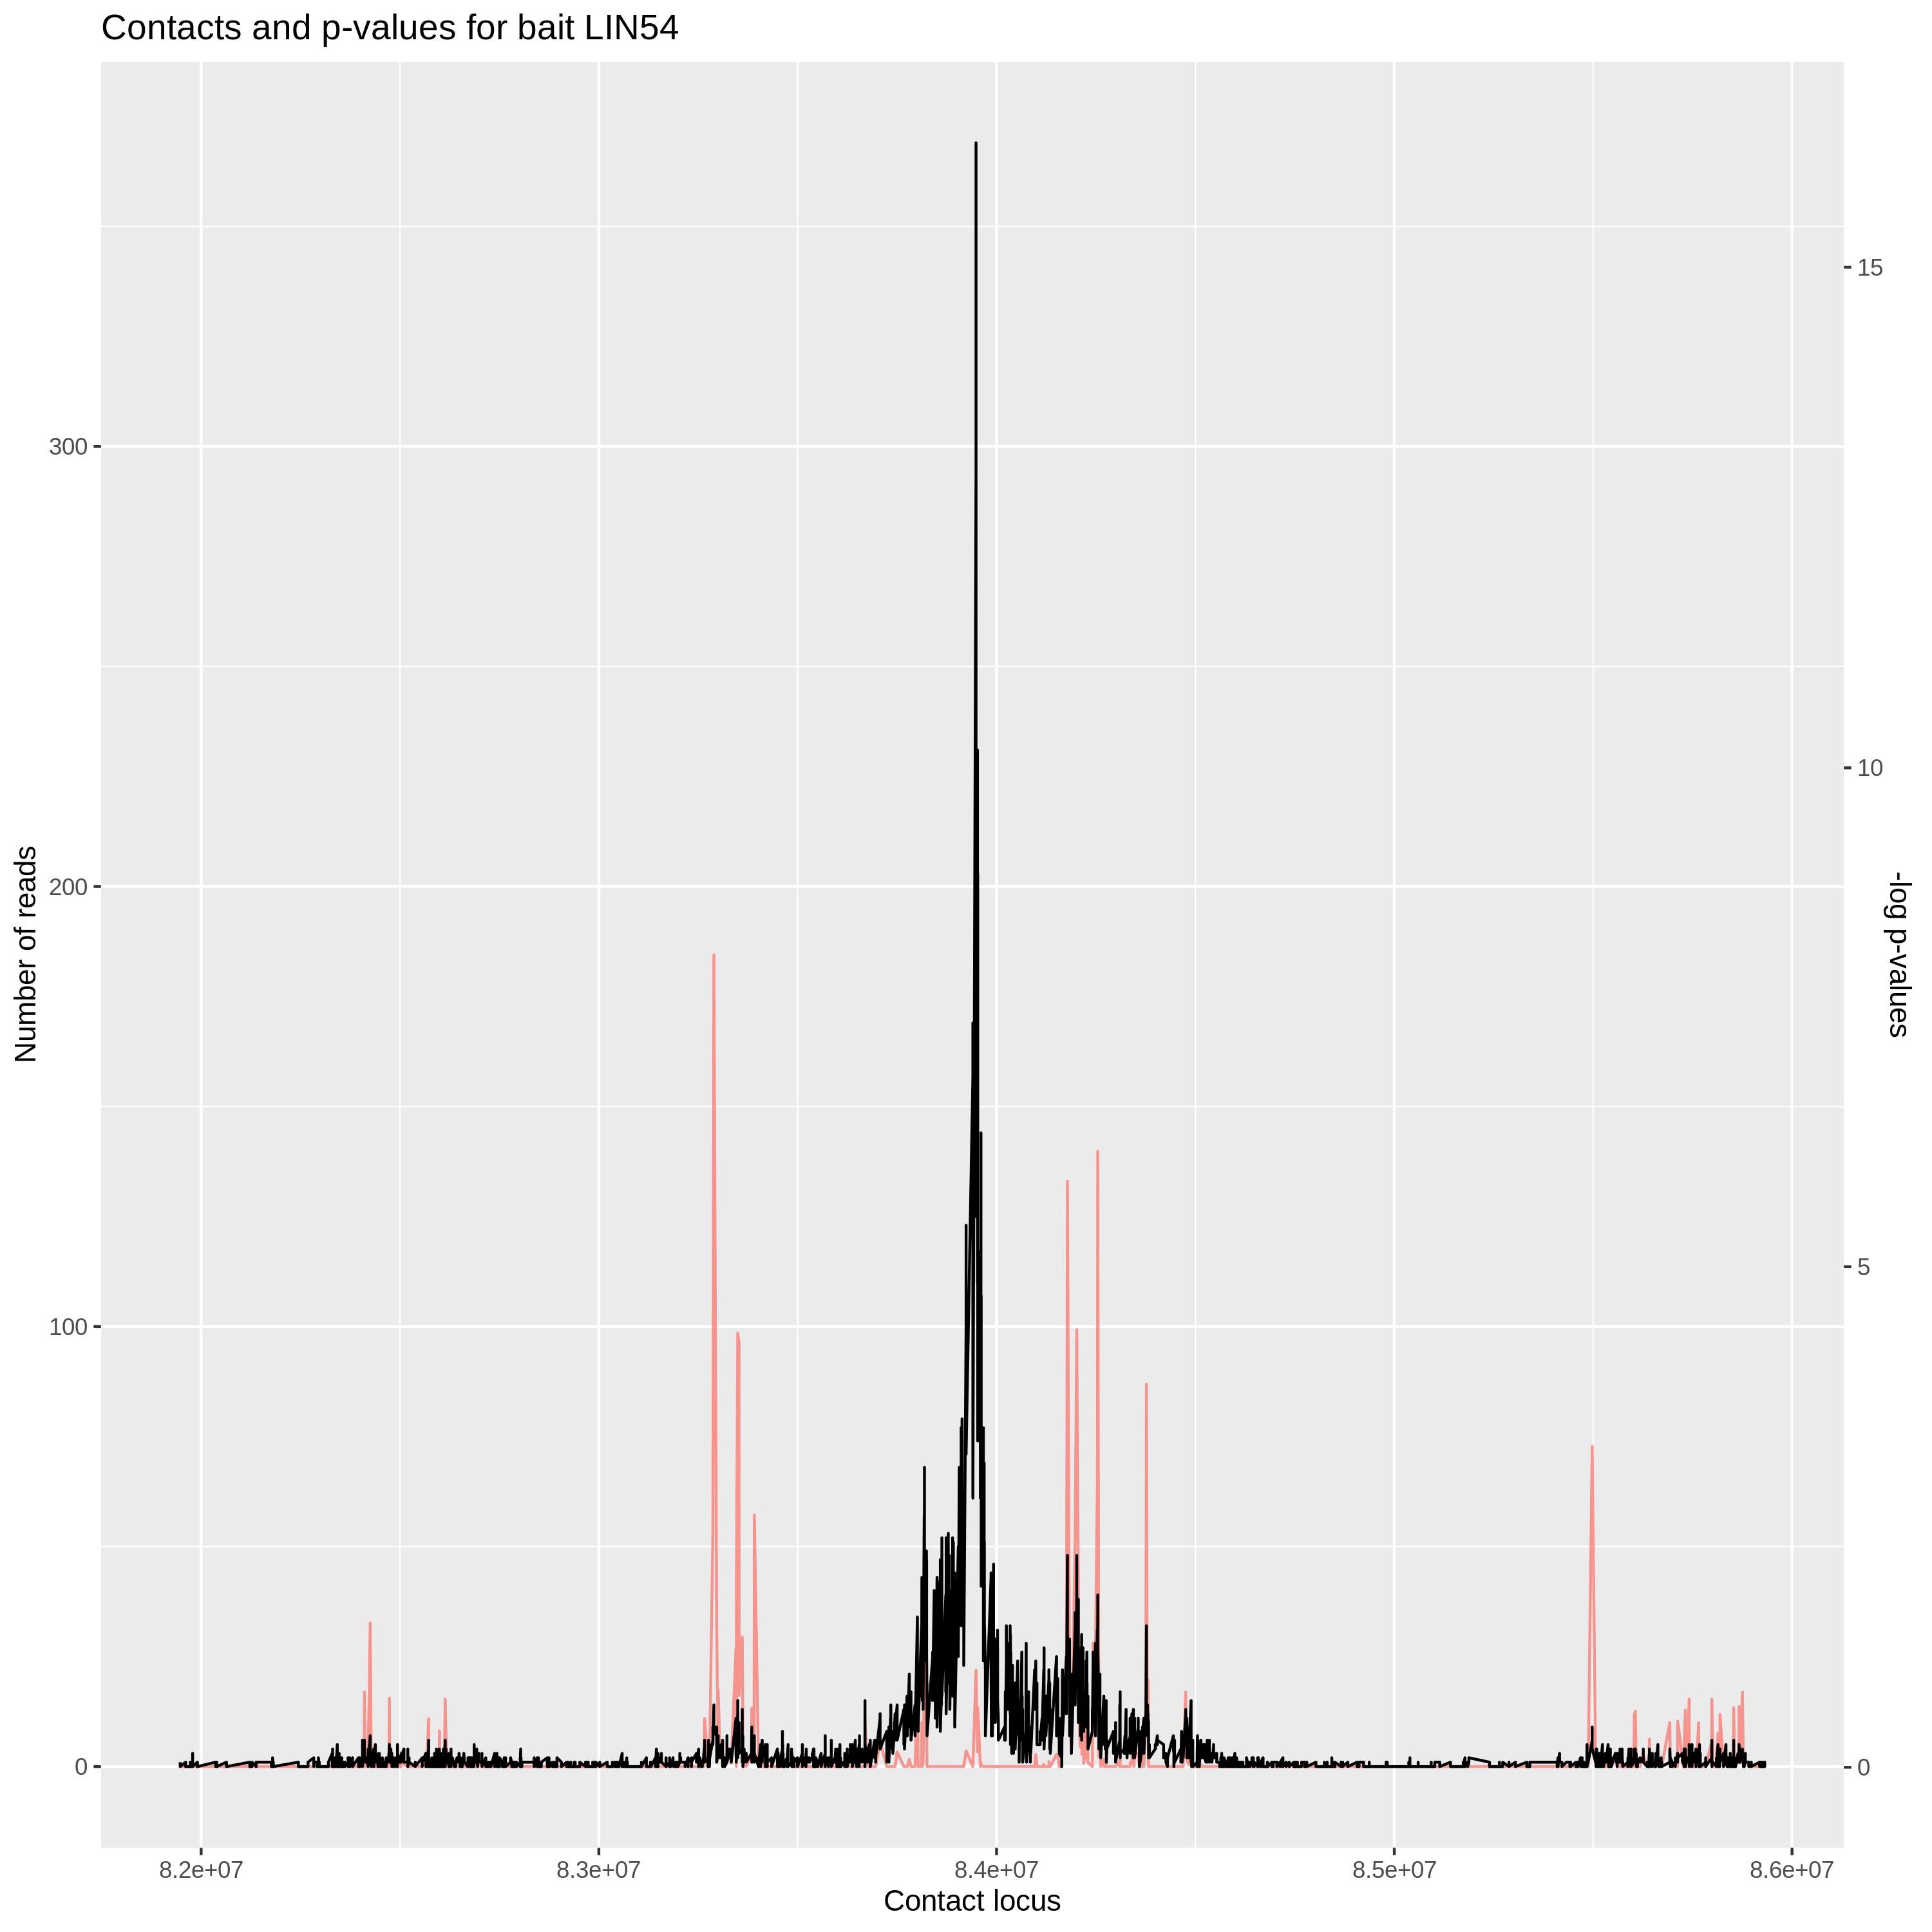 Contacts and p-values for bait LIN54
Number of reads
300
200
100
0
15
10
5
0
-log p-values
8.2e+07 8.3e+07 8.4e+07 8.5e+07 8.6e+07
Contact locus